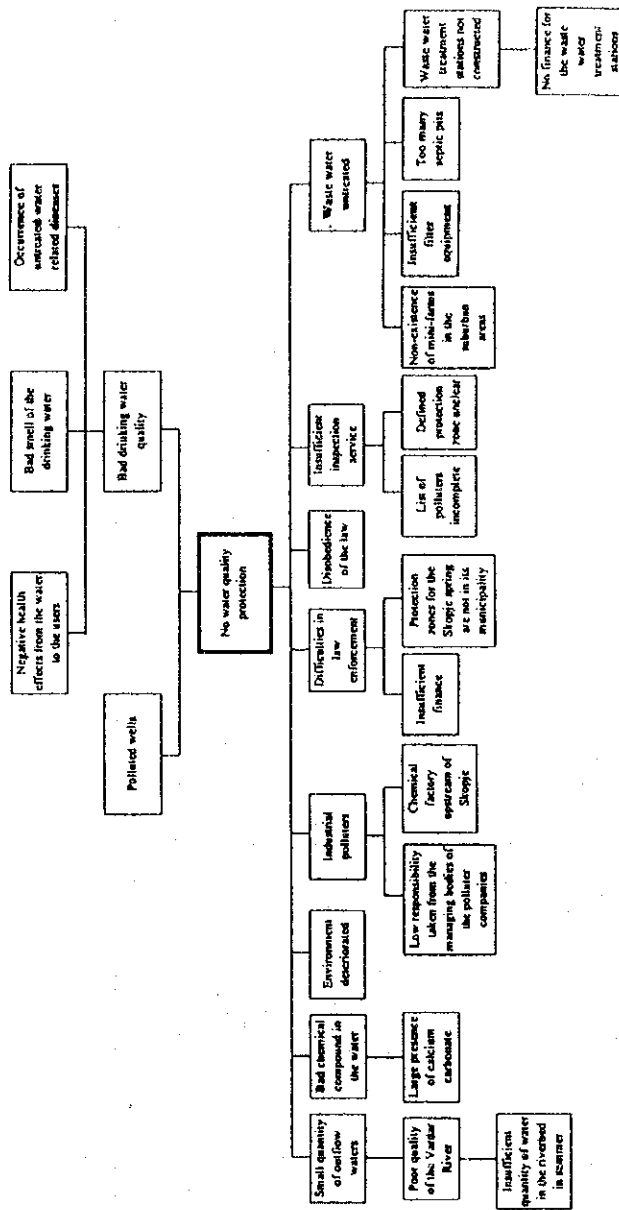 Negative health
effects from the water
to the users
Bad smell of the
drinking water
Occurrence of
untreated water
related diseases
Polluted wells
Bad drinking water
quality
No water quality
protection
Small quantity
of outflow
waters
Bad chemical
compound in
the water
Environment
deteriorated
Industrial
polluters
Difficulties in
law
enforcement
Disobedience
of the law
Insufficient
inspection
service
Waste water
untreated
Poor quality
of the Vardar
River
Large presence
of calcium
carbonate
Low responsibility
taken from the
managing bodies of
the polluter
companies
Chemical
factory
upstream of
Skopje
Insufficient
finance
Protection
zones for the
Skopje spring
are not in its
municipality
List of
polluters
incomplete
Defined
protection
zone unclear
Non-existence
of mini-farms
in the
suburban
areas
Insufficient
filter
equipment
Too many
septic pits
Waste water
treatment
stations not
constructed
Insufficient
quantity of water
in the riverbed
in summer
No finance for
the waste
water
treatment
stations